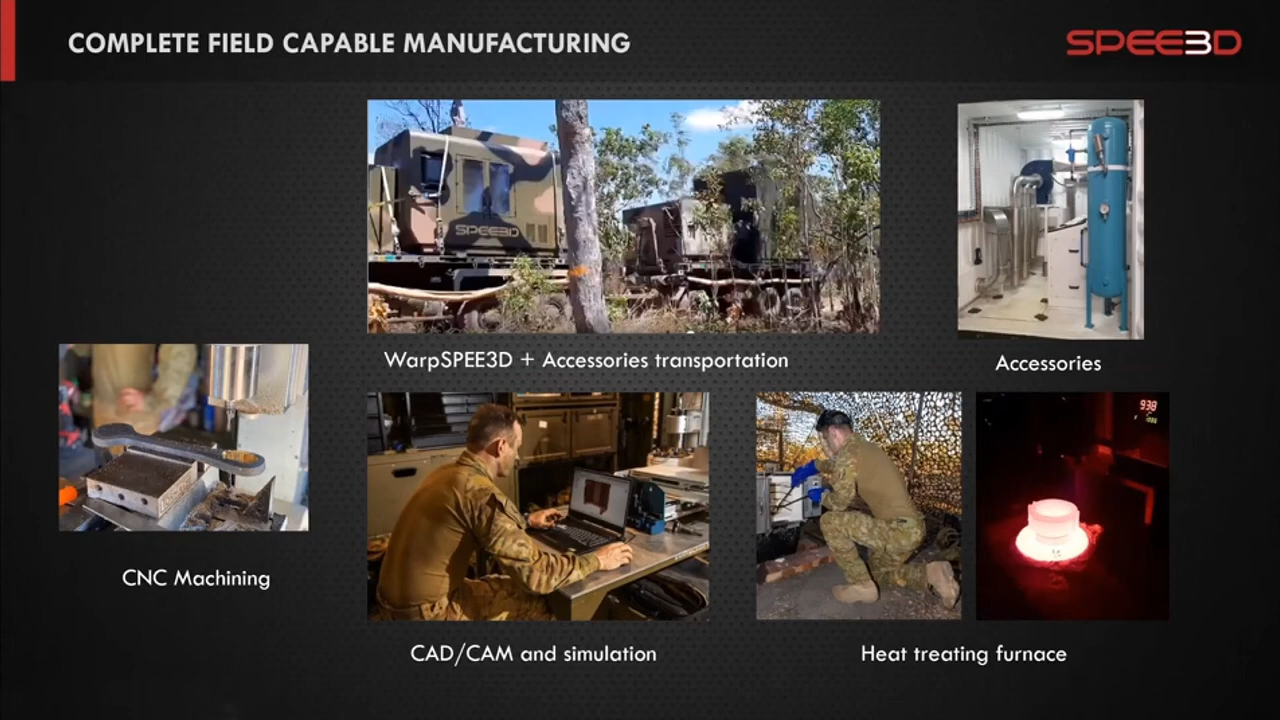 COMPLETE FIELD CAPABLE MANUFACTURING
SPEE3D
SPEE3D
WarpSPEE3D + Accessories transportation
Accessories
938
CNC Machining
CAD/CAM and simulation
Heat treating furnace